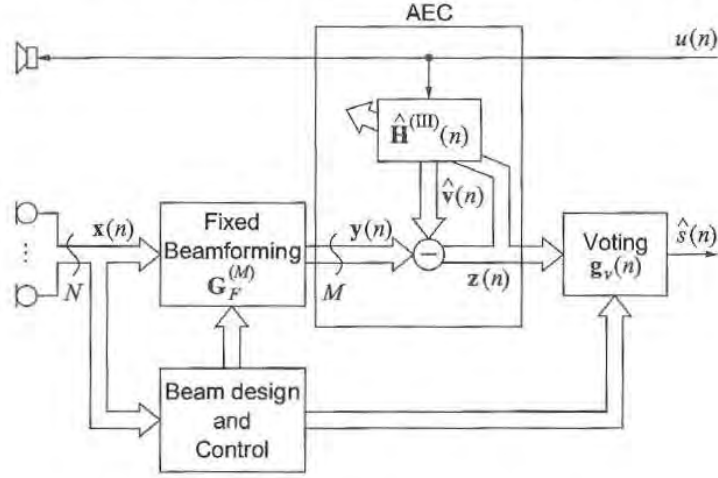 AEC
u(n)
Ĥ^(III)(n)
v̂(n)
x(n)
N
Fixed
Beamforming
G_F^(M)
y(n)
M
−
z(n)
Voting
g_v(n)
ŝ(n)
Beam design
and
Control